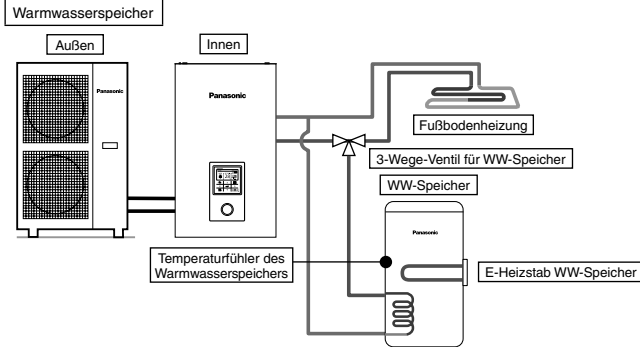 Warmwasserspeicher
Außen
Innen
Panasonic
Panasonic
Fußbodenheizung
3-Wege-Ventil für WW-Speicher
WW-Speicher
Panasonic
Temperaturfühler des
Warmwasserspeichers
E-Heizstab WW-Speicher